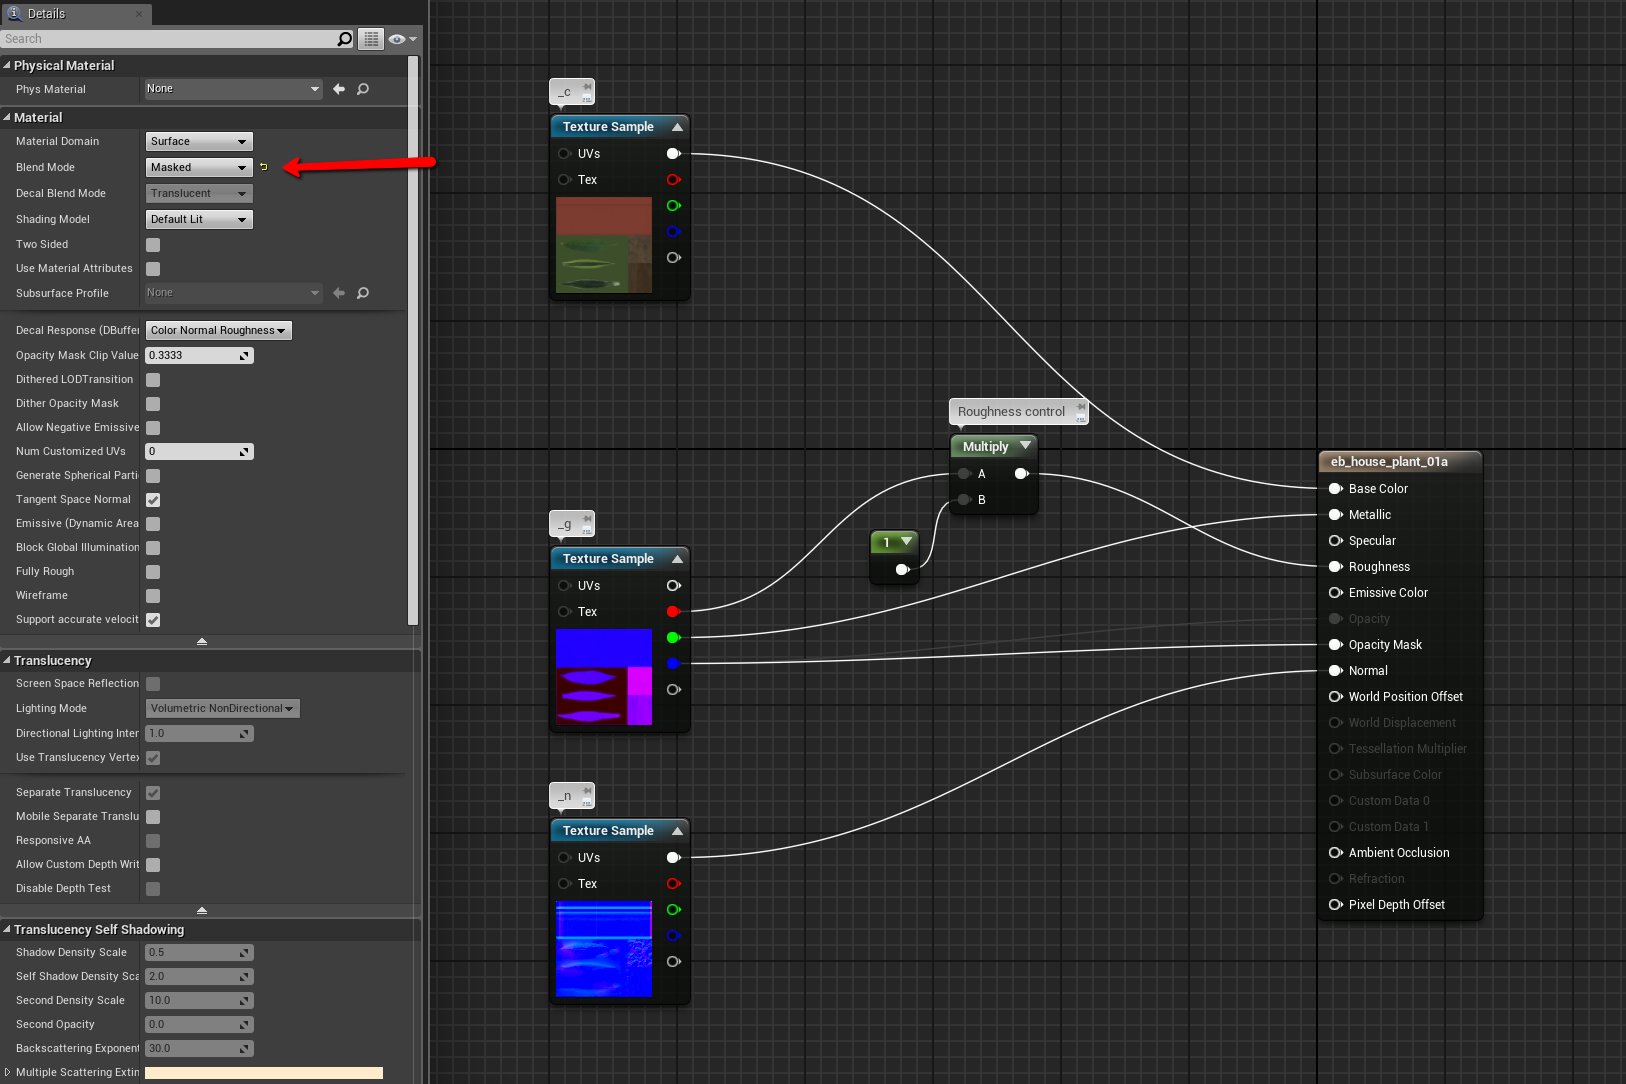 Details
Search
Physical Material
Phys Material None
Material
Material Domain Surface
Blend Mode Masked
Decal Blend Mode Translucent
Shading Model Default Lit
Two Sided
Use Material Attributes
Subsurface Profile None
Decal Response (DBuffer Color Normal Roughness
Opacity Mask Clip Value 0.3333
Dithered LODTransition
Dither Opacity Mask
Allow Negative Emissive
Num Customized UVs 0
Generate Spherical Parti
Tangent Space Normal
Emissive (Dynamic Area
Block Global Illumination
Fully Rough
Wireframe
Support accurate velocit
Translucency
Screen Space Reflection
Lighting Mode Volumetric NonDirectional
Directional Lighting Inter 1.0
Use Translucency Vertex
Separate Translucency
Mobile Separate Translu
Responsive AA
Allow Custom Depth Writ
Disable Depth Test
Translucency Self Shadowing
Shadow Density Scale 0.5
Self Shadow Density Sca 2.0
Second Density Scale 10.0
Second Opacity 0.0
Backscattering Exponent 30.0
Multiple Scattering Extin
_c
Texture Sample
UVs
Tex
Roughness control
Multiply
A
B
1
_g
Texture Sample
UVs
Tex
_n
Texture Sample
UVs
Tex
eb_house_plant_01a
Base Color
Metallic
Specular
Roughness
Emissive Color
Opacity
Opacity Mask
Normal
World Position Offset
World Displacement
Tessellation Multiplier
Subsurface Color
Custom Data 0
Custom Data 1
Ambient Occlusion
Refraction
Pixel Depth Offset